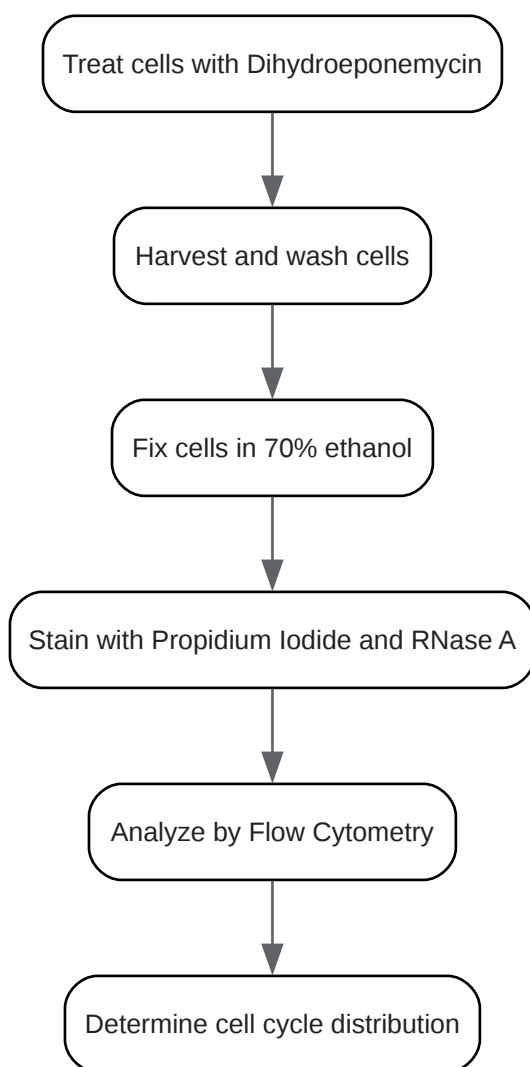 Treat cells with Dihydroeponemycin
Harvest and wash cells
Fix cells in 70% ethanol
Stain with Propidium Iodide and RNase A
Analyze by Flow Cytometry
Determine cell cycle distribution